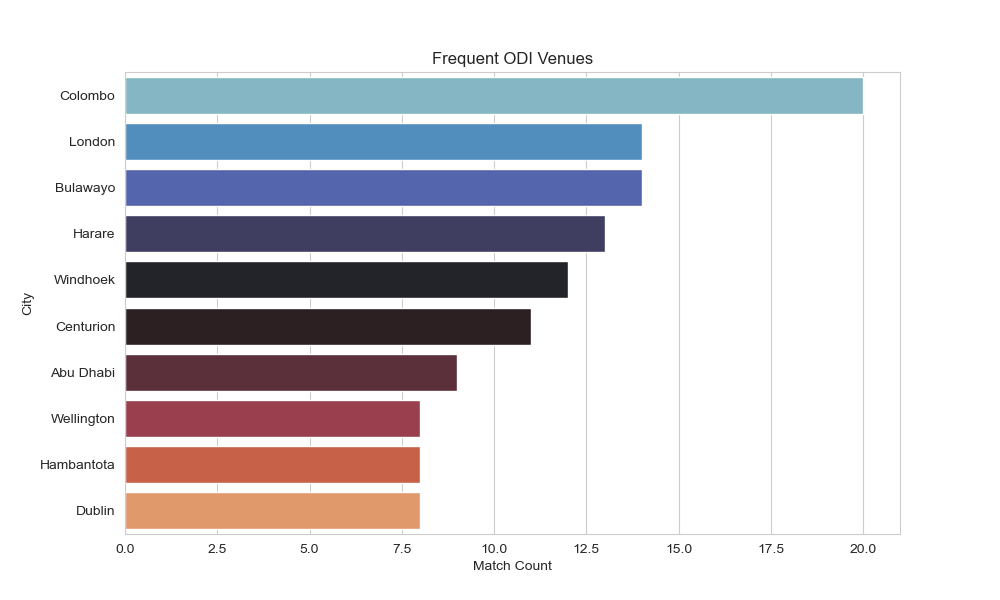 Frequent ODI Venues
City
Colombo
London
Bulawayo
Harare
Windhoek
Centurion
Abu Dhabi
Wellington
Hambantota
Dublin
0.0 2.5 5.0 7.5 10.0 12.5 15.0 17.5 20.0
Match Count